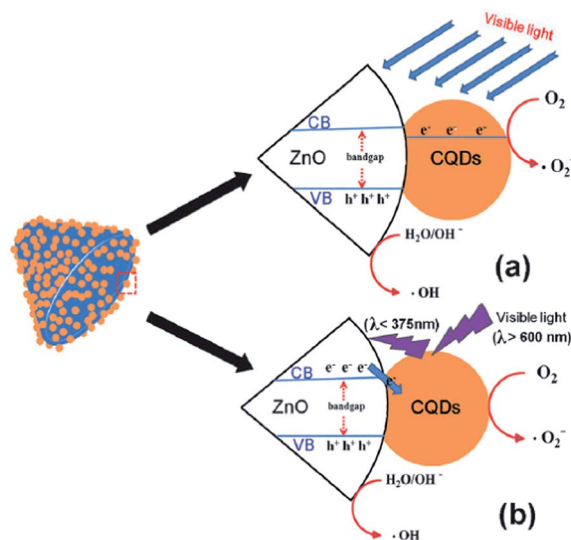 Visible light
CB
e⁻ e⁻ e⁻
O₂
ZnO
bandgap
CQDs
· O₂⁻
VB
h⁺ h⁺ h⁺
H₂O/OH⁻
(a)
· OH
(λ< 375nm)
Visible light
(λ> 600 nm)
CB
e⁻ e⁻ e⁻
e⁻
O₂
ZnO
bandgap
CQDs
· O₂⁻
VB
h⁺ h⁺ h⁺
H₂O/OH⁻
(b)
· OH